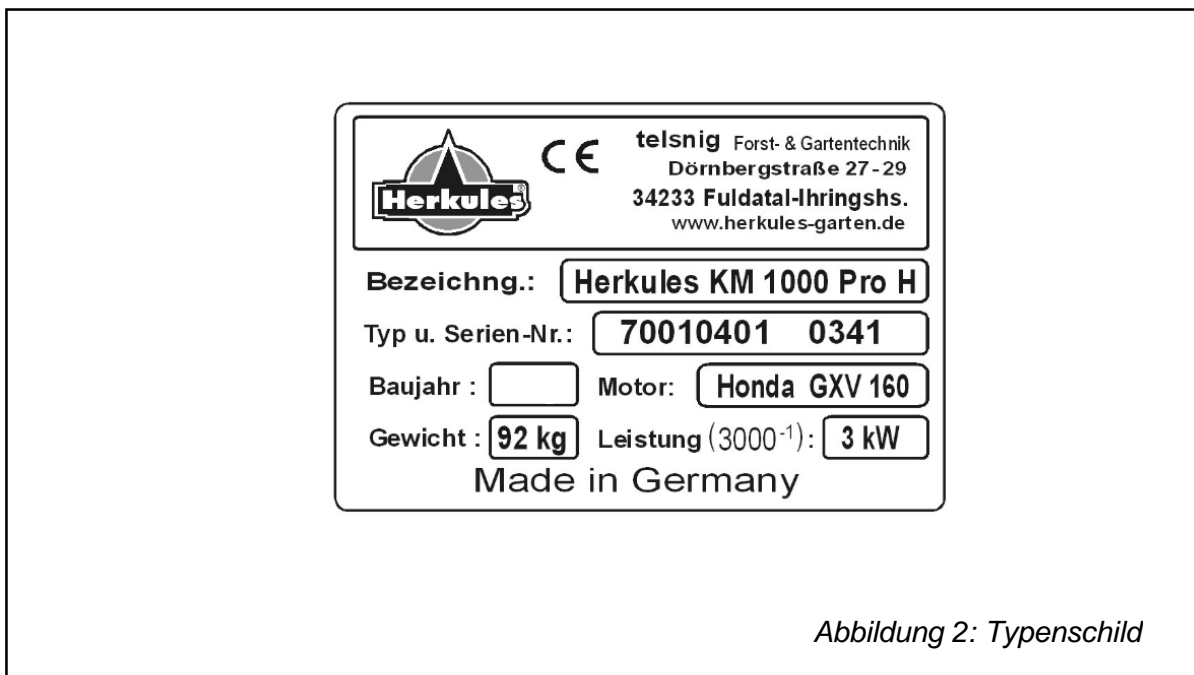 Herkules®
CE
telsnig Forst- & Gartentechnik
Dörnbergstraße 27-29
34233 Fuldatal-Ihringshs.
www.herkules-garten.de
Bezeichng.: Herkules KM 1000 Pro H
Typ u. Serien-Nr.: 70010401 0341
Baujahr : Motor: Honda GXV 160
Gewicht : 92 kg Leistung (3000⁻¹): 3 kW
Made in Germany
Abbildung 2: Typenschild